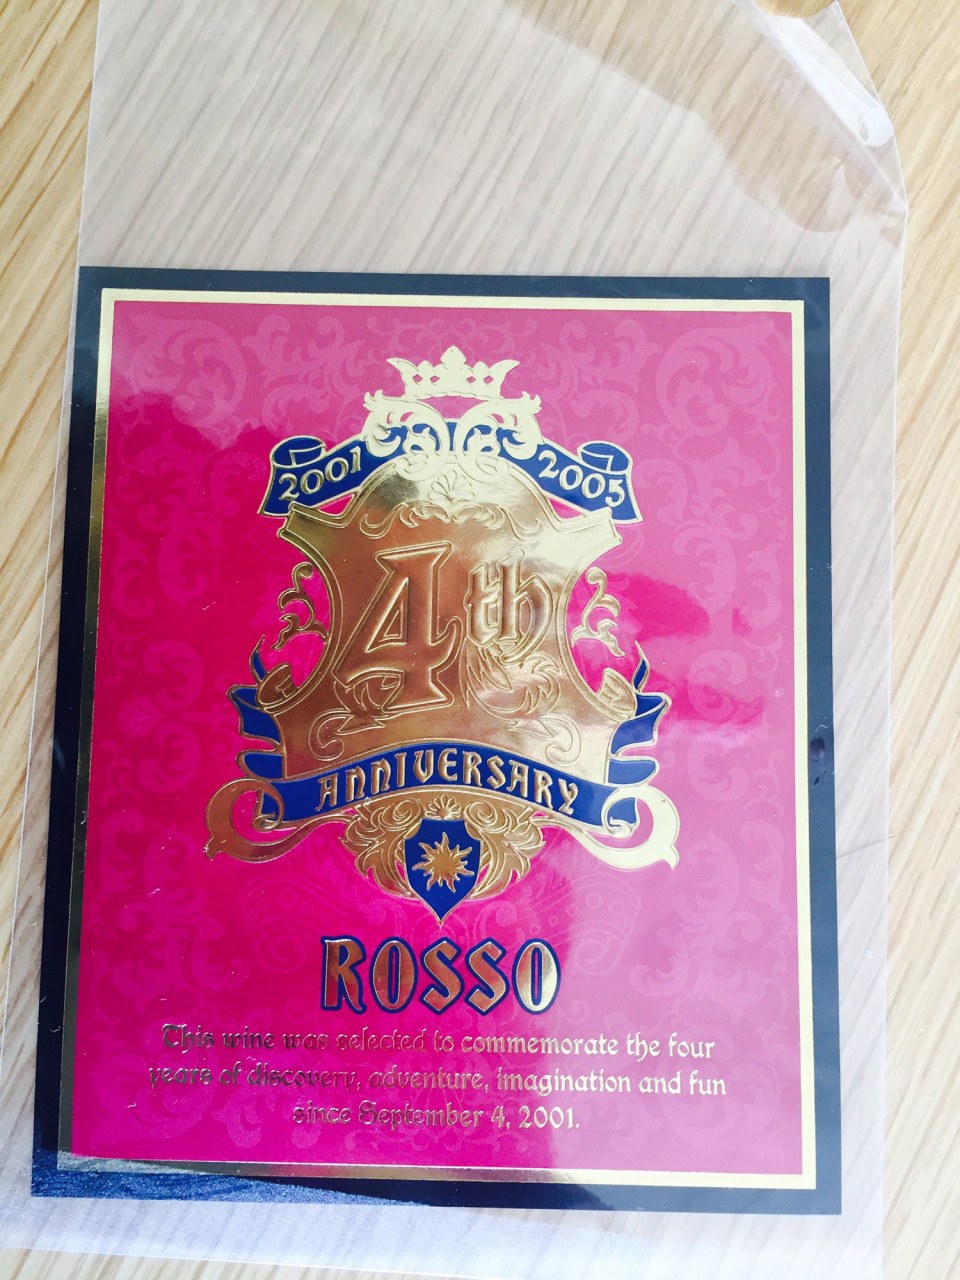 2001 2005
4th
ANNIVERSARY
ROSSO
This wine was selected to commemorate the four
years of discovery, adventure, imagination and fun
since September 4, 2001.